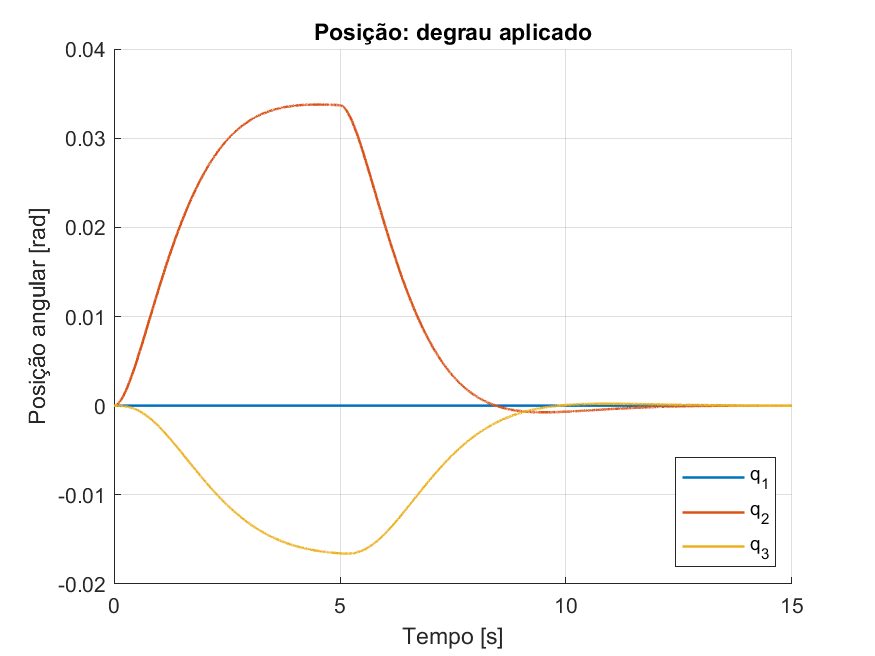 Posição: degrau aplicado
0.04
0.03
0.02
0.01
0
-0.01
-0.02
Posição angular [rad]
q1
q2
q3
0 5 10 15
Tempo [s]